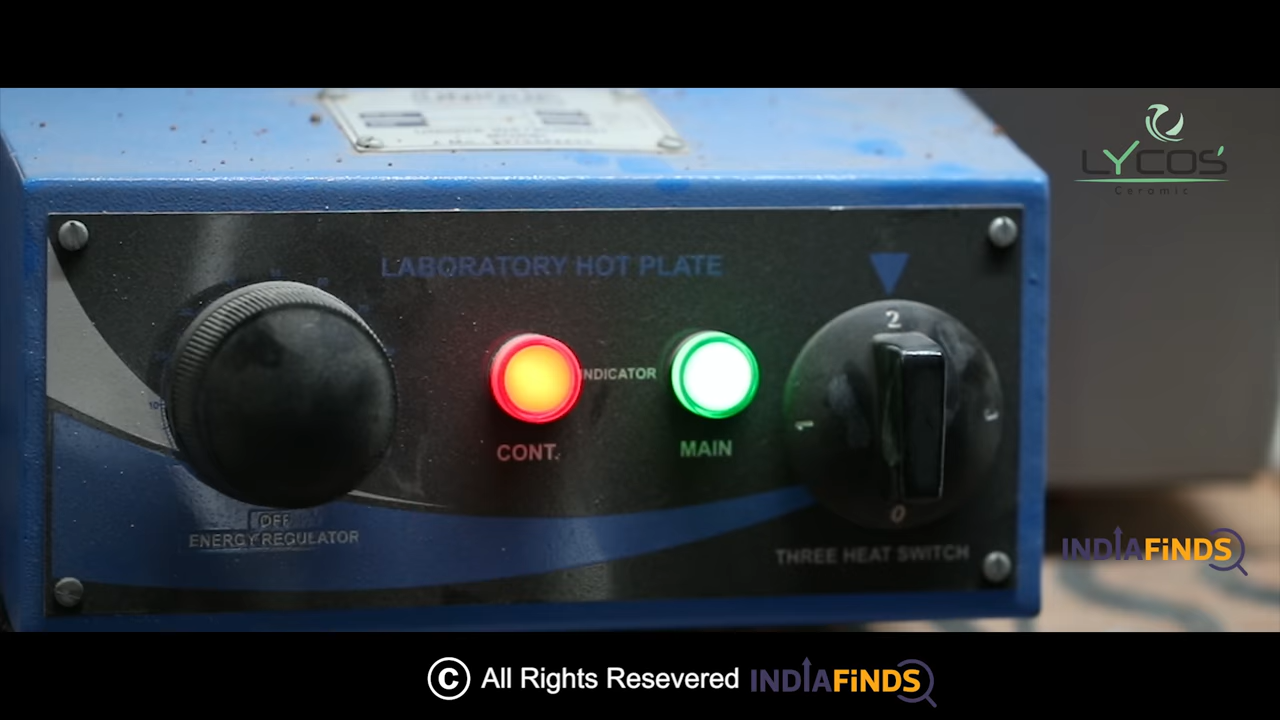 LYCOS
Ceramic
LABORATORY HOT PLATE
2
INDICATOR
1
3
CONT.
MAIN
0
OFF
ENERGY REGULATOR
THREE HEAT SWITCH
INDIAFiNDS
© All Rights Resevered INDIAFiNDS